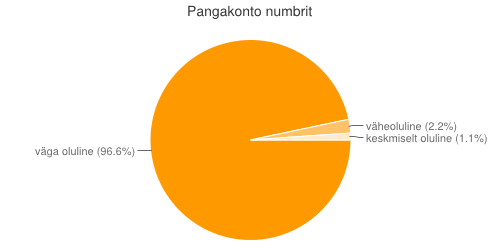 Pangakonto numbrit
väheoluline (2.2%)
keskmiselt oluline (1.1%)
väga oluline (96.6%)